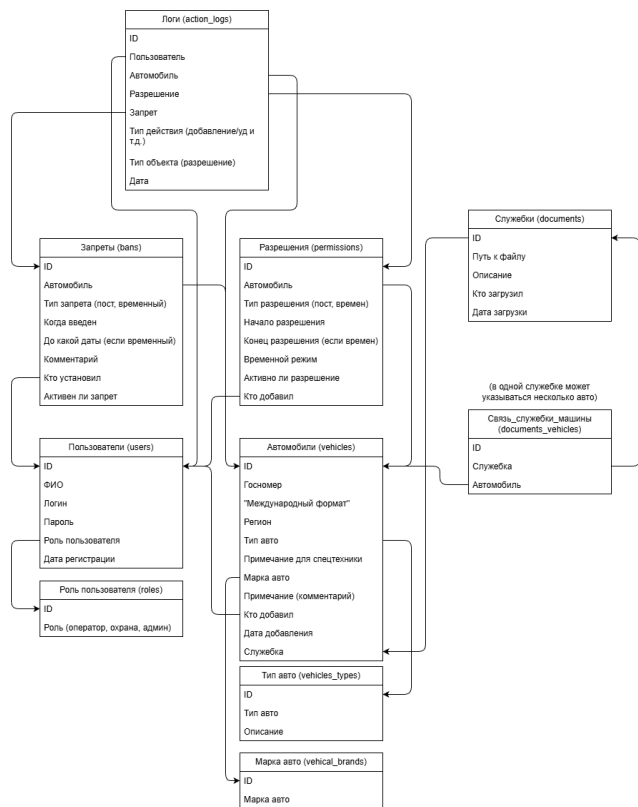 Логи (action_logs)
ID
Пользователь
Автомобиль
Разрешение
Запрет
Тип действия (добавление/уд и
т.д.)
Тип объекта (разрешение)
Дата
Запреты (bans)
ID
Автомобиль
Тип запрета (пост, временный)
Когда введен
До какой даты (если временный)
Комментарий
Кто установил
Активен ли запрет
Разрешения (permissions)
ID
Автомобиль
Тип разрешения (пост, времен)
Начало разрешения
Конец разрешения (если времен)
Временной режим
Активно ли разрешение
Кто добавил
Служебки (documents)
ID
Путь к файлу
Описание
Кто загрузил
Дата загрузки
(в одной служебке может
указываться несколько авто)
Связь_служебки_машины
(documents_vehicles)
ID
Служебка
Автомобиль
Пользователи (users)
ID
ФИО
Логин
Пароль
Роль пользователя
Дата регистрации
Автомобили (vehicles)
ID
Госномер
"Международный формат"
Регион
Тип авто
Примечание для спецтехники
Марка авто
Примечание (комментарий)
Кто добавил
Дата добавления
Служебка
Роль пользователя (roles)
ID
Роль (оператор, охрана, админ)
Тип авто (vehicles_types)
ID
Тип авто
Описание
Марка авто (vehical_brands)
ID
Марка авто